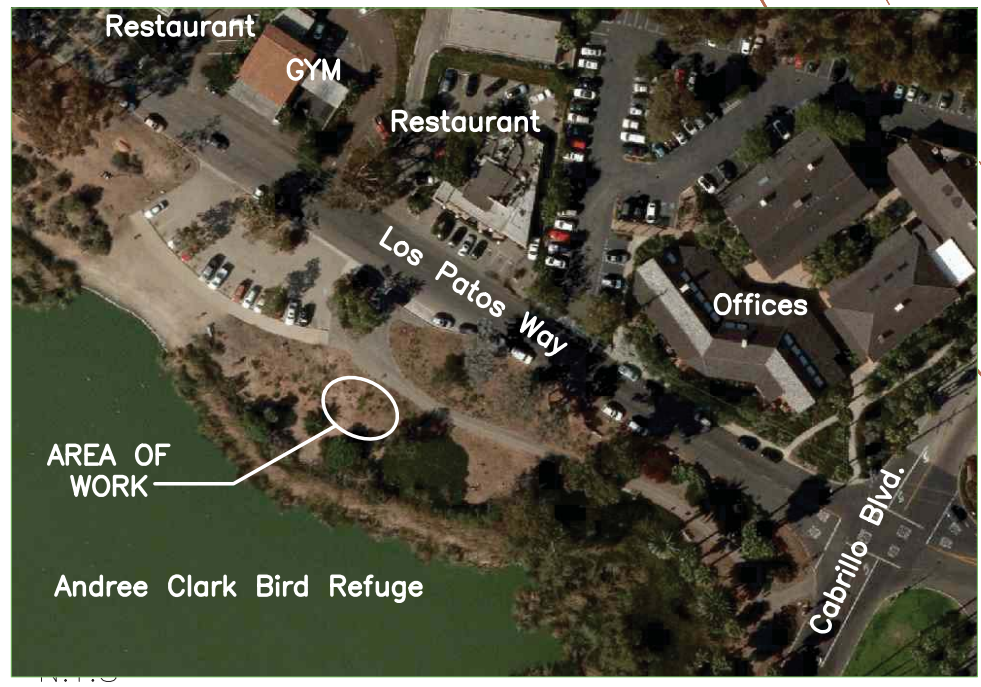 Restaurant
GYM
Restaurant
Los Patos Way
Offices
AREA OF
WORK
Cabrillo Blvd.
Andree Clark Bird Refuge
N.T.S